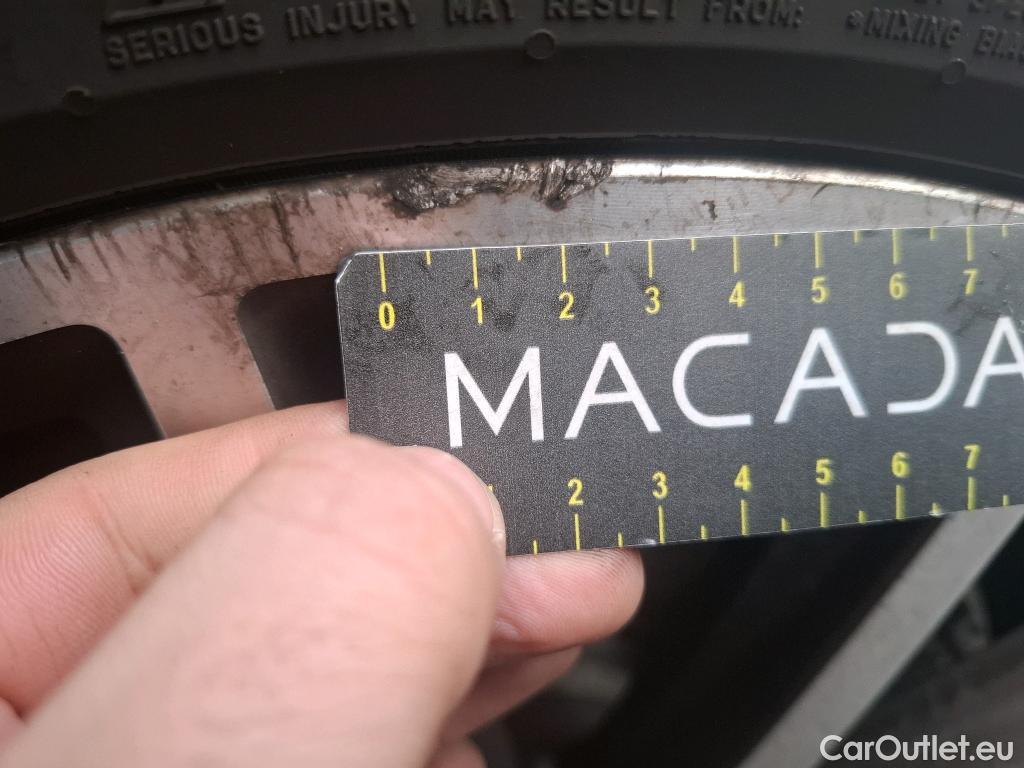 SERIOUS INJURY MAY RESULT FROM:
*MIXING
0 1 2 3 4 5 6 7
MACADA
2 3 4 5 6 7
CarOutlet.eu